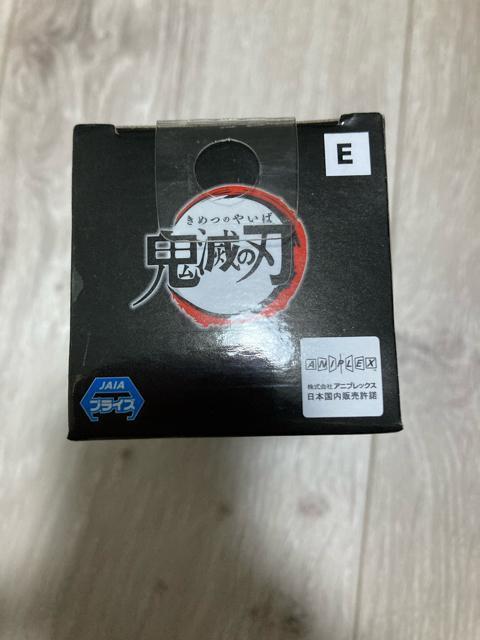 E
きめつのやいば
鬼滅の刃
ANIPLEX
株式会社 アニプレックス
日本国内販売許諾
JAIA
プライズ